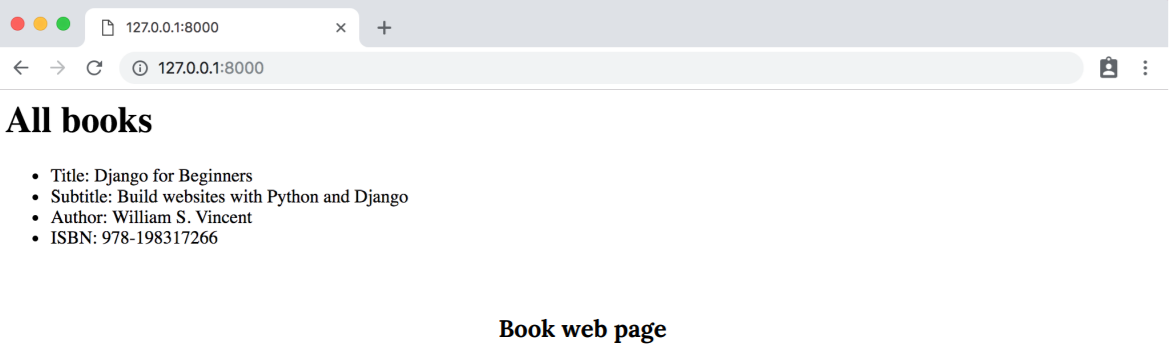 127.0.0.1:8000
127.0.0.1:8000
All books
Title: Django for Beginners
Subtitle: Build websites with Python and Django
Author: William S. Vincent
ISBN: 978-198317266
Book web page